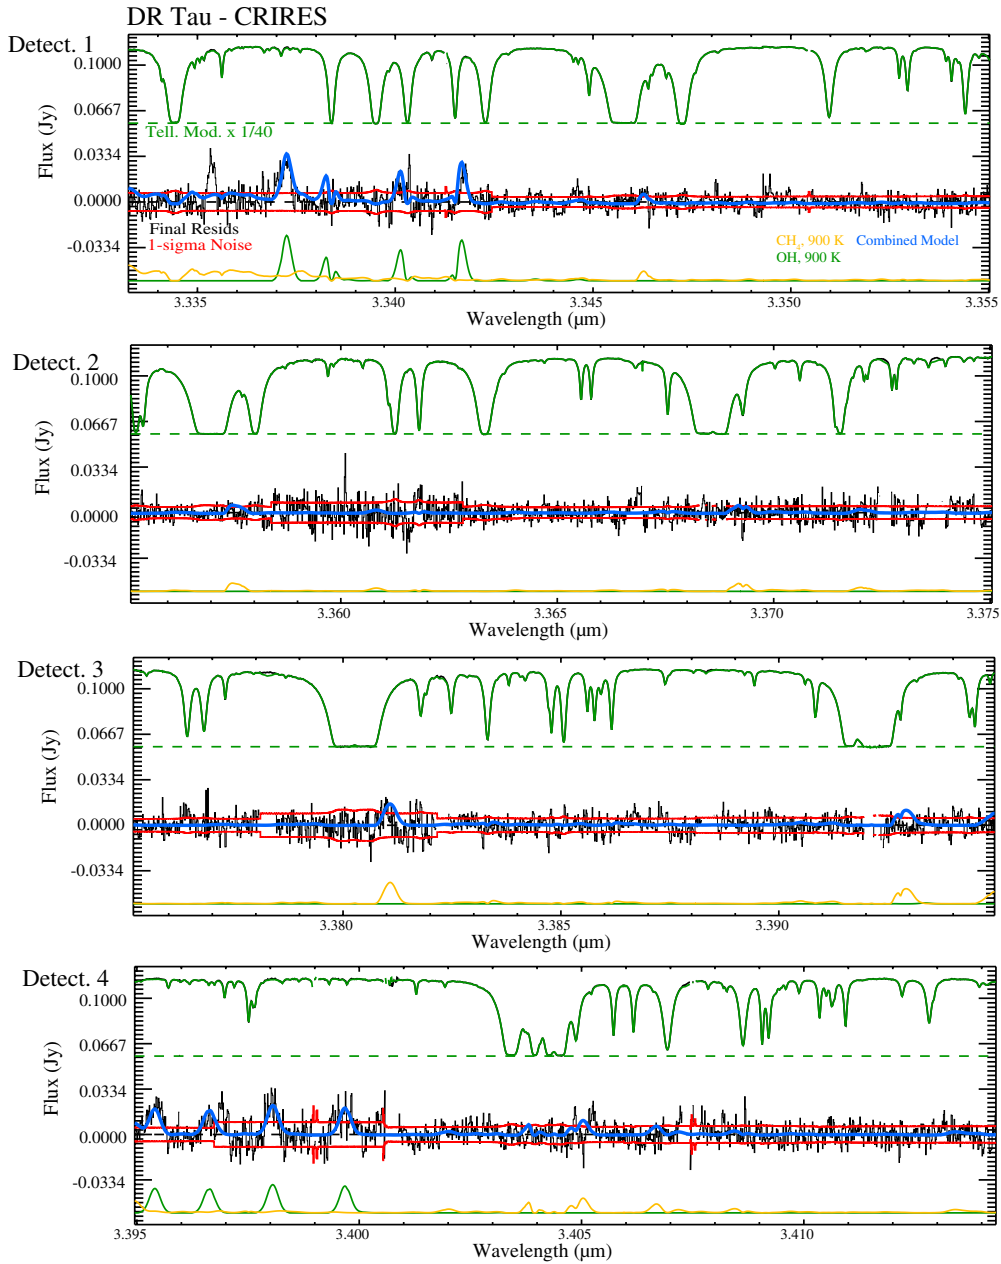 DR Tau - CRIRES
Detect. 1
0.1000
0.0667
0.0334
0.0000
-0.0334
Flux (Jy)
Tell. Mod. x 1/40
Final Resids
1-sigma Noise
CH₄, 900 K Combined Model
OH, 900 K
3.335 3.340 3.345 3.350 3.355
Wavelength (µm)
Detect. 2
0.1000
0.0667
0.0334
0.0000
-0.0334
Flux (Jy)
3.360 3.365 3.370 3.375
Wavelength (µm)
Detect. 3
0.1000
0.0667
0.0334
0.0000
-0.0334
Flux (Jy)
3.380 3.385 3.390
Wavelength (µm)
Detect. 4
0.1000
0.0667
0.0334
0.0000
-0.0334
Flux (Jy)
3.395 3.400 3.405 3.410
Wavelength (µm)